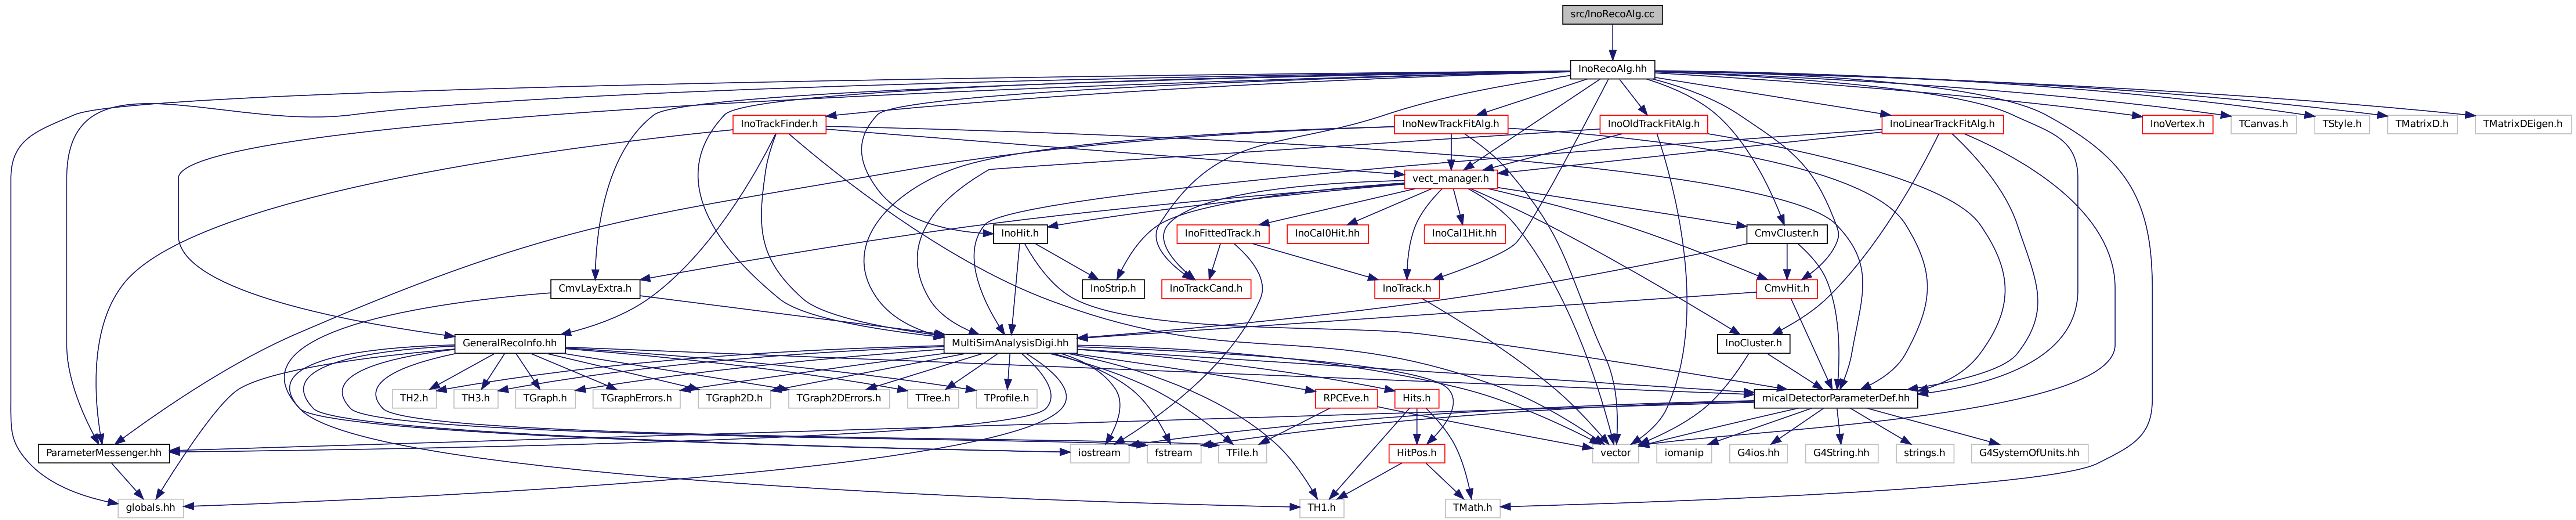 src/InoRecoAlg.cc
InoRecoAlg.hh
InoTrackFinder.h
InoNewTrackFitAlg.h
InoOldTrackFitAlg.h
InoLinearTrackFitAlg.h
InoVertex.h
TCanvas.h
TStyle.h
TMatrixD.h
TMatrixDEigen.h
vect_manager.h
InoHit.h
InoFittedTrack.h
InoCal0Hit.hh
InoCal1Hit.hh
CmvCluster.h
CmvLayExtra.h
InoStrip.h
InoTrackCand.h
InoTrack.h
CmvHit.h
GeneralRecoInfo.hh
MultiSimAnalysisDigi.hh
InoCluster.h
TH2.h
TH3.h
TGraph.h
TGraphErrors.h
TGraph2D.h
TGraph2DErrors.h
TTree.h
TProfile.h
RPCEve.h
Hits.h
micalDetectorParameterDef.hh
ParameterMessenger.hh
iostream
fstream
TFile.h
HitPos.h
vector
iomanip
G4ios.hh
G4String.hh
strings.h
G4SystemOfUnits.hh
globals.hh
TH1.h
TMath.h